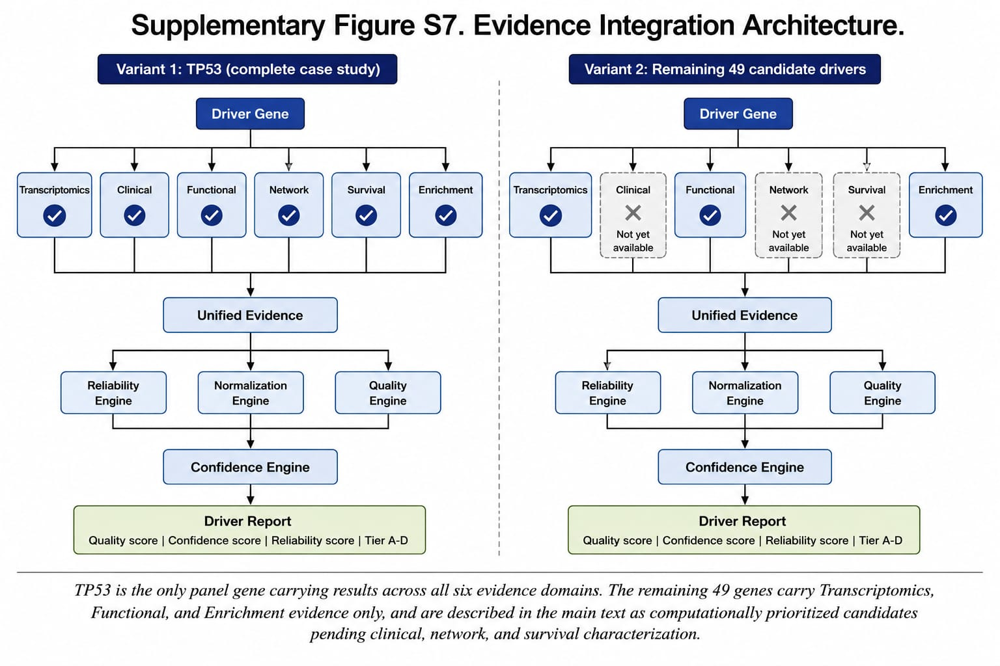 Supplementary Figure S7. Evidence Integration Architecture.
Variant 1: TP53 (complete case study)
Driver Gene
Transcriptomics
Clinical
Functional
Network
Survival
Enrichment
Unified Evidence
Reliability
Engine
Normalization
Engine
Quality
Engine
Confidence Engine
Driver Report
Quality score | Confidence score | Reliability score | Tier A-D
Variant 2: Remaining 49 candidate drivers
Driver Gene
Transcriptomics
Clinical
Not yet
available
Functional
Network
Not yet
available
Survival
Not yet
available
Enrichment
Unified Evidence
Reliability
Engine
Normalization
Engine
Quality
Engine
Confidence Engine
Driver Report
Quality score | Confidence score | Reliability score | Tier A-D
TP53 is the only panel gene carrying results across all six evidence domains. The remaining 49 genes carry Transcriptomics,
Functional, and Enrichment evidence only, and are described in the main text as computationally prioritized candidates
pending clinical, network, and survival characterization.